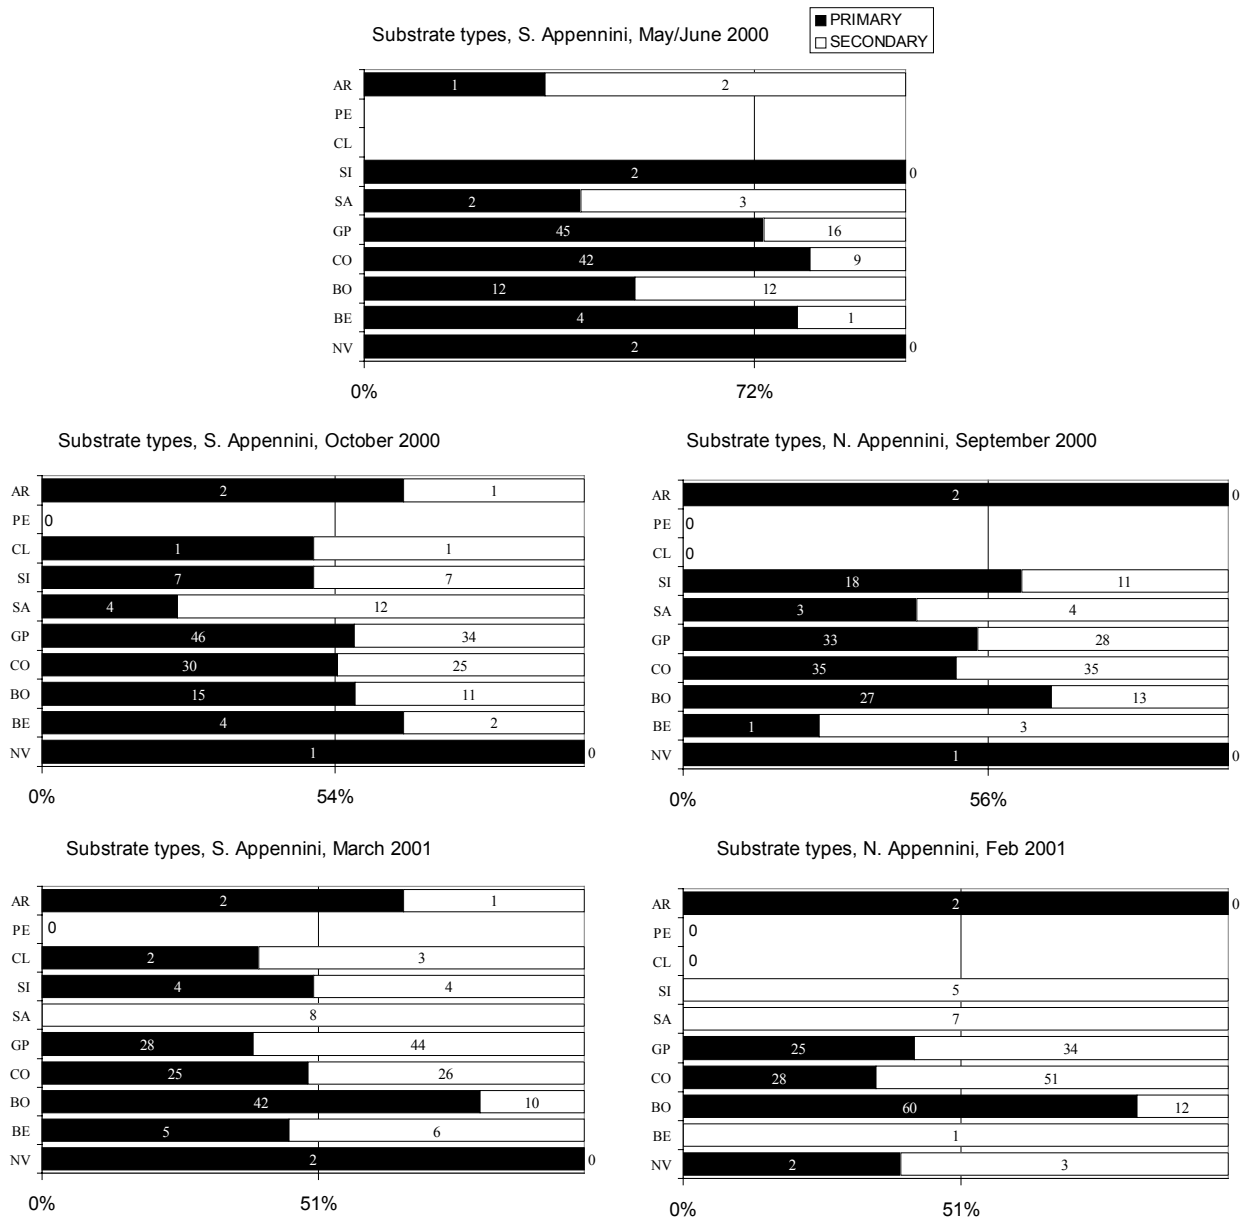 Substrate types, S. Appennini, May/June 2000
PRIMARY
SECONDARY
AR 1 2
PE
CL
SI 2 0
SA 2 3
GP 45 16
CO 42 9
BO 12 12
BE 4 1
NV 2 0
0% 72%
Substrate types, S. Appennini, October 2000
AR 2 1
PE 0
CL 1 1
SI 7 7
SA 4 12
GP 46 34
CO 30 25
BO 15 11
BE 4 2
NV 1 0
0% 54%
Substrate types, N. Appennini, September 2000
AR 2 0
PE 0
CL 0
SI 18 11
SA 3 4
GP 33 28
CO 35 35
BO 27 13
BE 1 3
NV 1 0
0% 56%
Substrate types, S. Appennini, March 2001
AR 2 1
PE 0
CL 2 3
SI 4 4
SA 8
GP 28 44
CO 25 26
BO 42 10
BE 5 6
NV 2 0
0% 51%
Substrate types, N. Appennini, Feb 2001
AR 2 0
PE 0
CL 0
SI 5
SA 7
GP 25 34
CO 28 51
BO 60 12
BE 1
NV 2 3
0% 51%